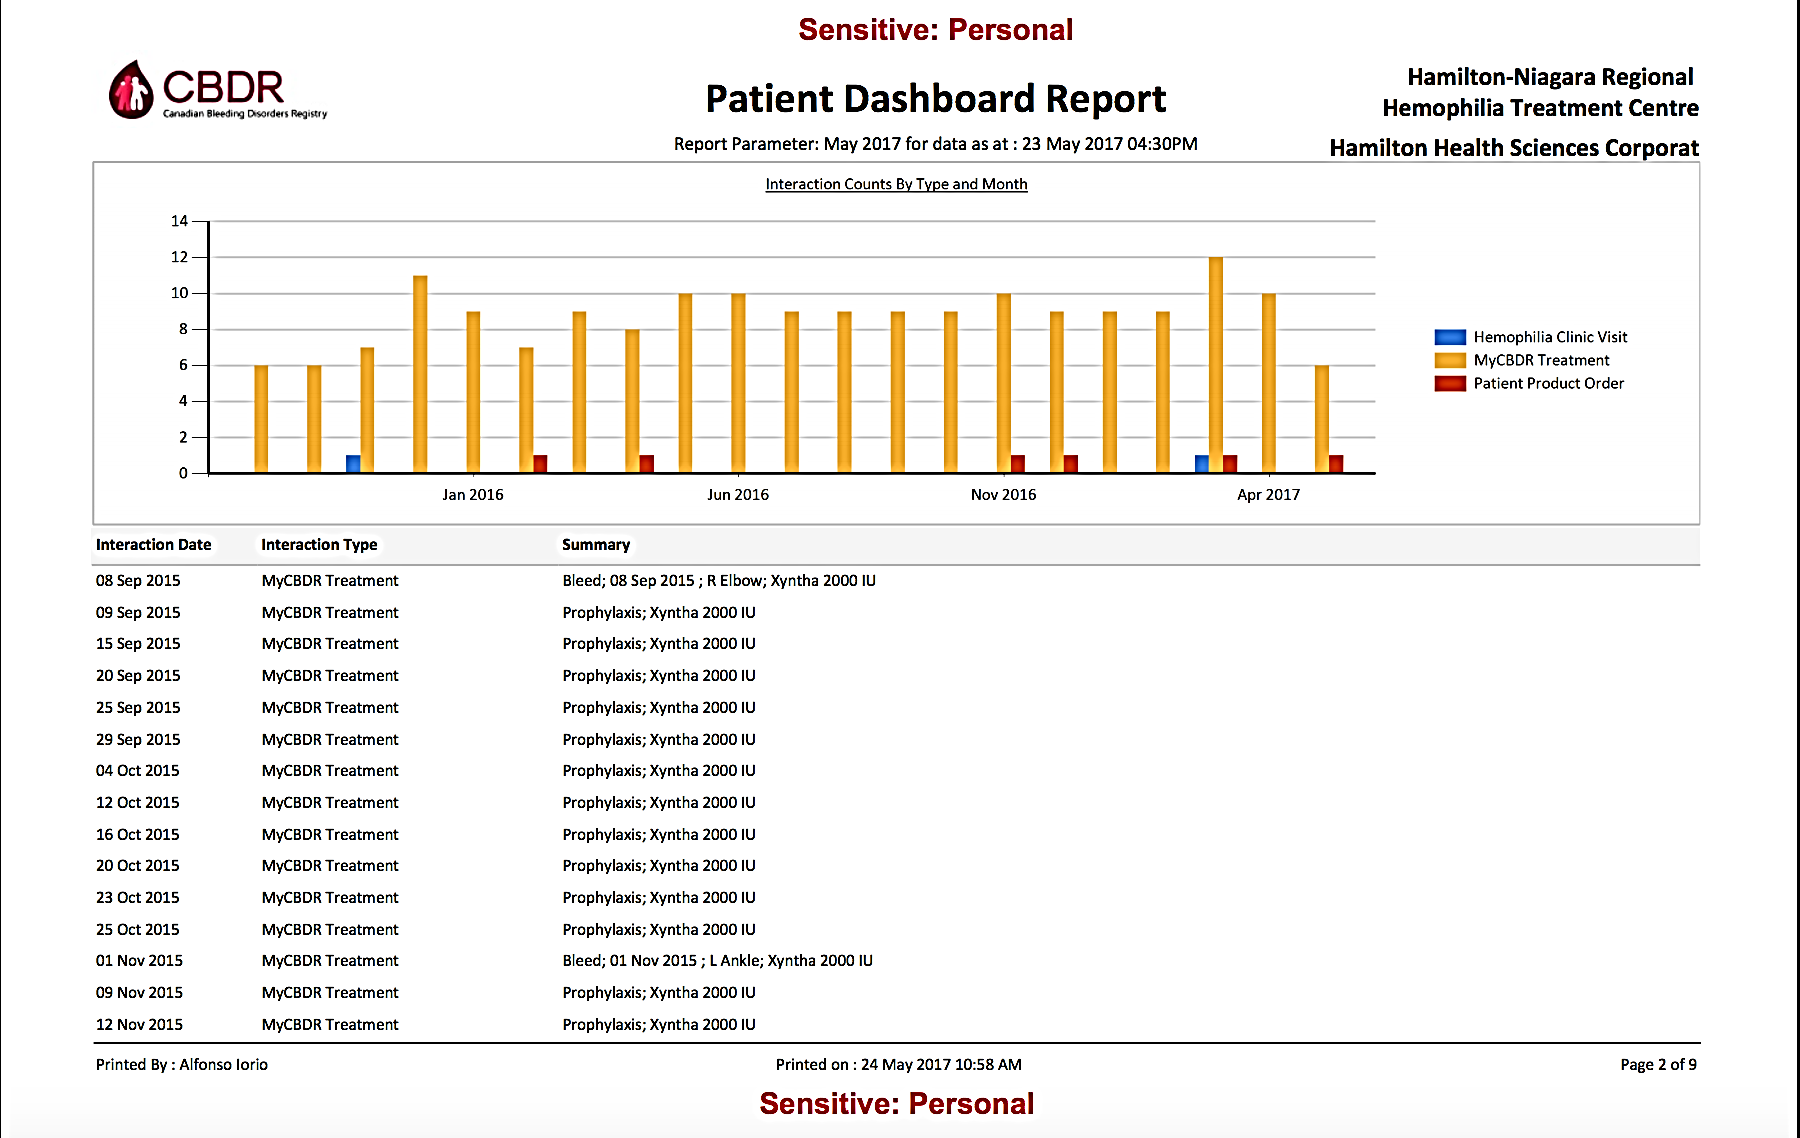 Sensitive: Personal
CBDR
Canadian Bleeding Disorders Registry
Patient Dashboard Report
Report Parameter: May 2017 for data as at : 23 May 2017 04:30PM
Hamilton-Niagara Regional
Hemophilia Treatment Centre
Hamilton Health Sciences Corporat
Interaction Counts By Type and Month
14
12
10
8
6
4
2
0
Jan 2016 Jun 2016 Nov 2016 Apr 2017
Hemophilia Clinic Visit
MyCBDR Treatment
Patient Product Order
Interaction Date Interaction Type Summary
08 Sep 2015 MyCBDR Treatment Bleed; 08 Sep 2015 ; R Elbow; Xyntha 2000 IU
09 Sep 2015 MyCBDR Treatment Prophylaxis; Xyntha 2000 IU
15 Sep 2015 MyCBDR Treatment Prophylaxis; Xyntha 2000 IU
20 Sep 2015 MyCBDR Treatment Prophylaxis; Xyntha 2000 IU
25 Sep 2015 MyCBDR Treatment Prophylaxis; Xyntha 2000 IU
29 Sep 2015 MyCBDR Treatment Prophylaxis; Xyntha 2000 IU
04 Oct 2015 MyCBDR Treatment Prophylaxis; Xyntha 2000 IU
12 Oct 2015 MyCBDR Treatment Prophylaxis; Xyntha 2000 IU
16 Oct 2015 MyCBDR Treatment Prophylaxis; Xyntha 2000 IU
20 Oct 2015 MyCBDR Treatment Prophylaxis; Xyntha 2000 IU
23 Oct 2015 MyCBDR Treatment Prophylaxis; Xyntha 2000 IU
25 Oct 2015 MyCBDR Treatment Prophylaxis; Xyntha 2000 IU
01 Nov 2015 MyCBDR Treatment Bleed; 01 Nov 2015 ; L Ankle; Xyntha 2000 IU
09 Nov 2015 MyCBDR Treatment Prophylaxis; Xyntha 2000 IU
12 Nov 2015 MyCBDR Treatment Prophylaxis; Xyntha 2000 IU
Printed By : Alfonso Iorio Printed on : 24 May 2017 10:58 AM Page 2 of 9
Sensitive: Personal